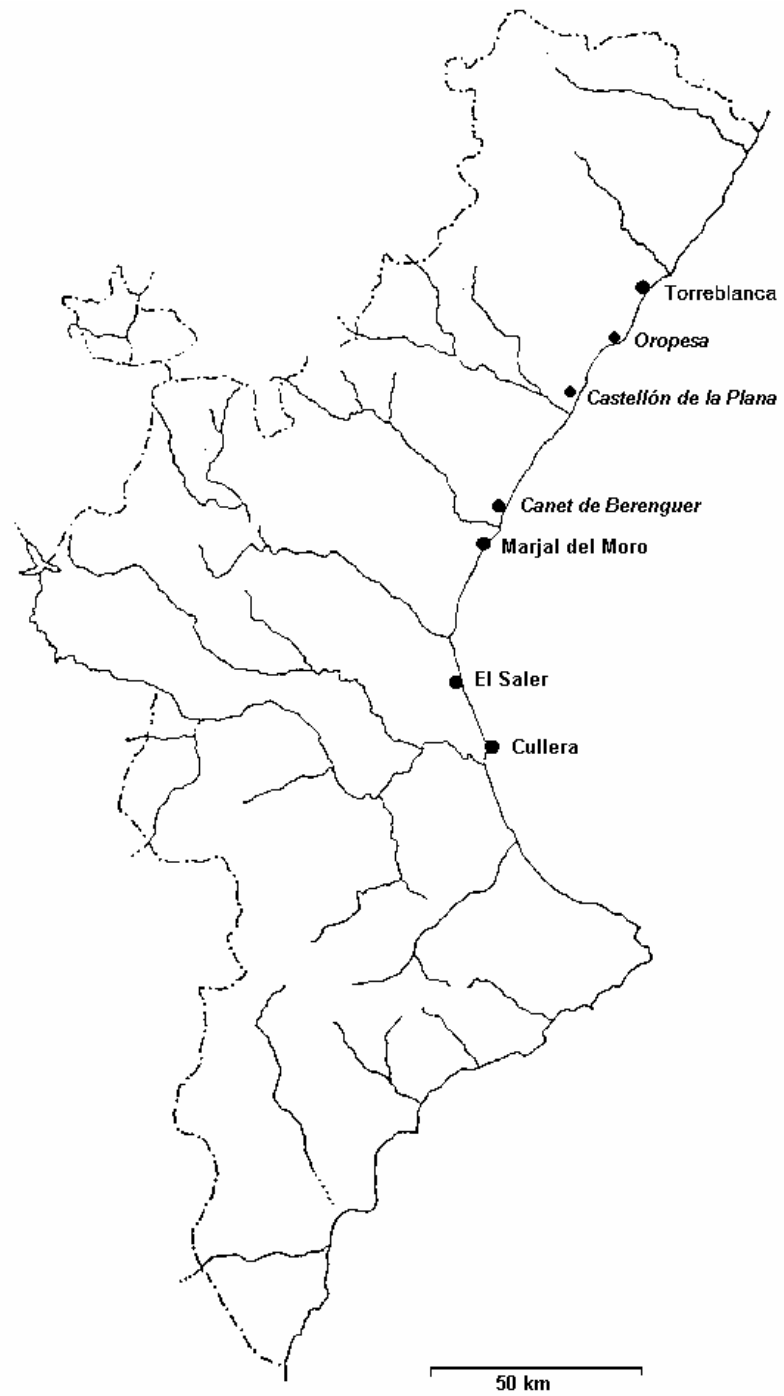 Torreblanca
Oropesa
Castellón de la Plana
Canet de Berenguer
Marjal del Moro
El Saler
Cullera
50 km